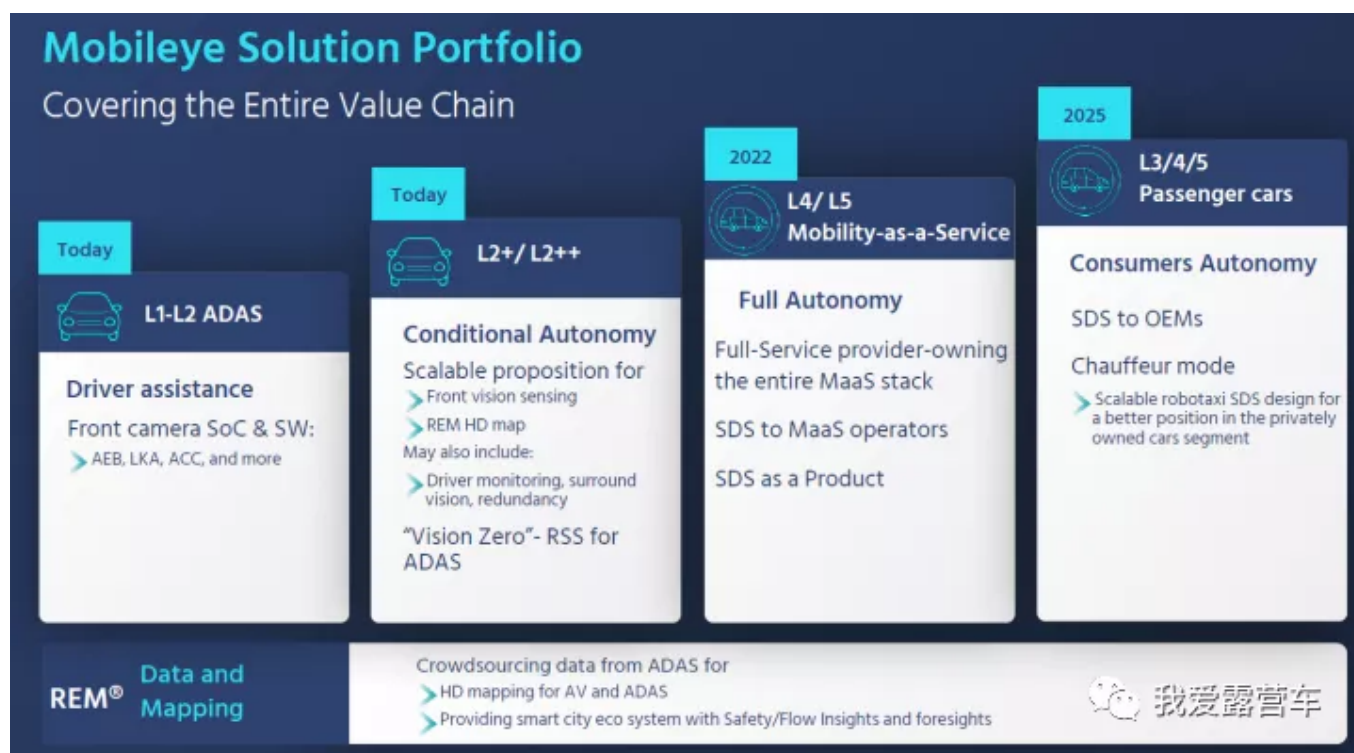 Mobileye Solution Portfolio
Covering the Entire Value Chain
Today
L1-L2 ADAS
Driver assistance
Front camera SoC & SW:
AEB, LKA, ACC, and more
Today
L2+/ L2++
Conditional Autonomy
Scalable proposition for
Front vision sensing
REM HD map
May also include:
Driver monitoring, surround
vision, redundancy
“Vision Zero”- RSS for
ADAS
2022
L4/ L5
Mobility-as-a-Service
Full Autonomy
Full-Service provider-owning
the entire MaaS stack
SDS to MaaS operators
SDS as a Product
2025
L3/4/5
Passenger cars
Consumers Autonomy
SDS to OEMs
Chauffeur mode
Scalable robotaxi SDS design for
a better position in the privately
owned cars segment
REM®
Data and
Mapping
Crowdsourcing data from ADAS for
HD mapping for AV and ADAS
Providing smart city eco system with Safety/Flow Insights and foresights
我爱露营车